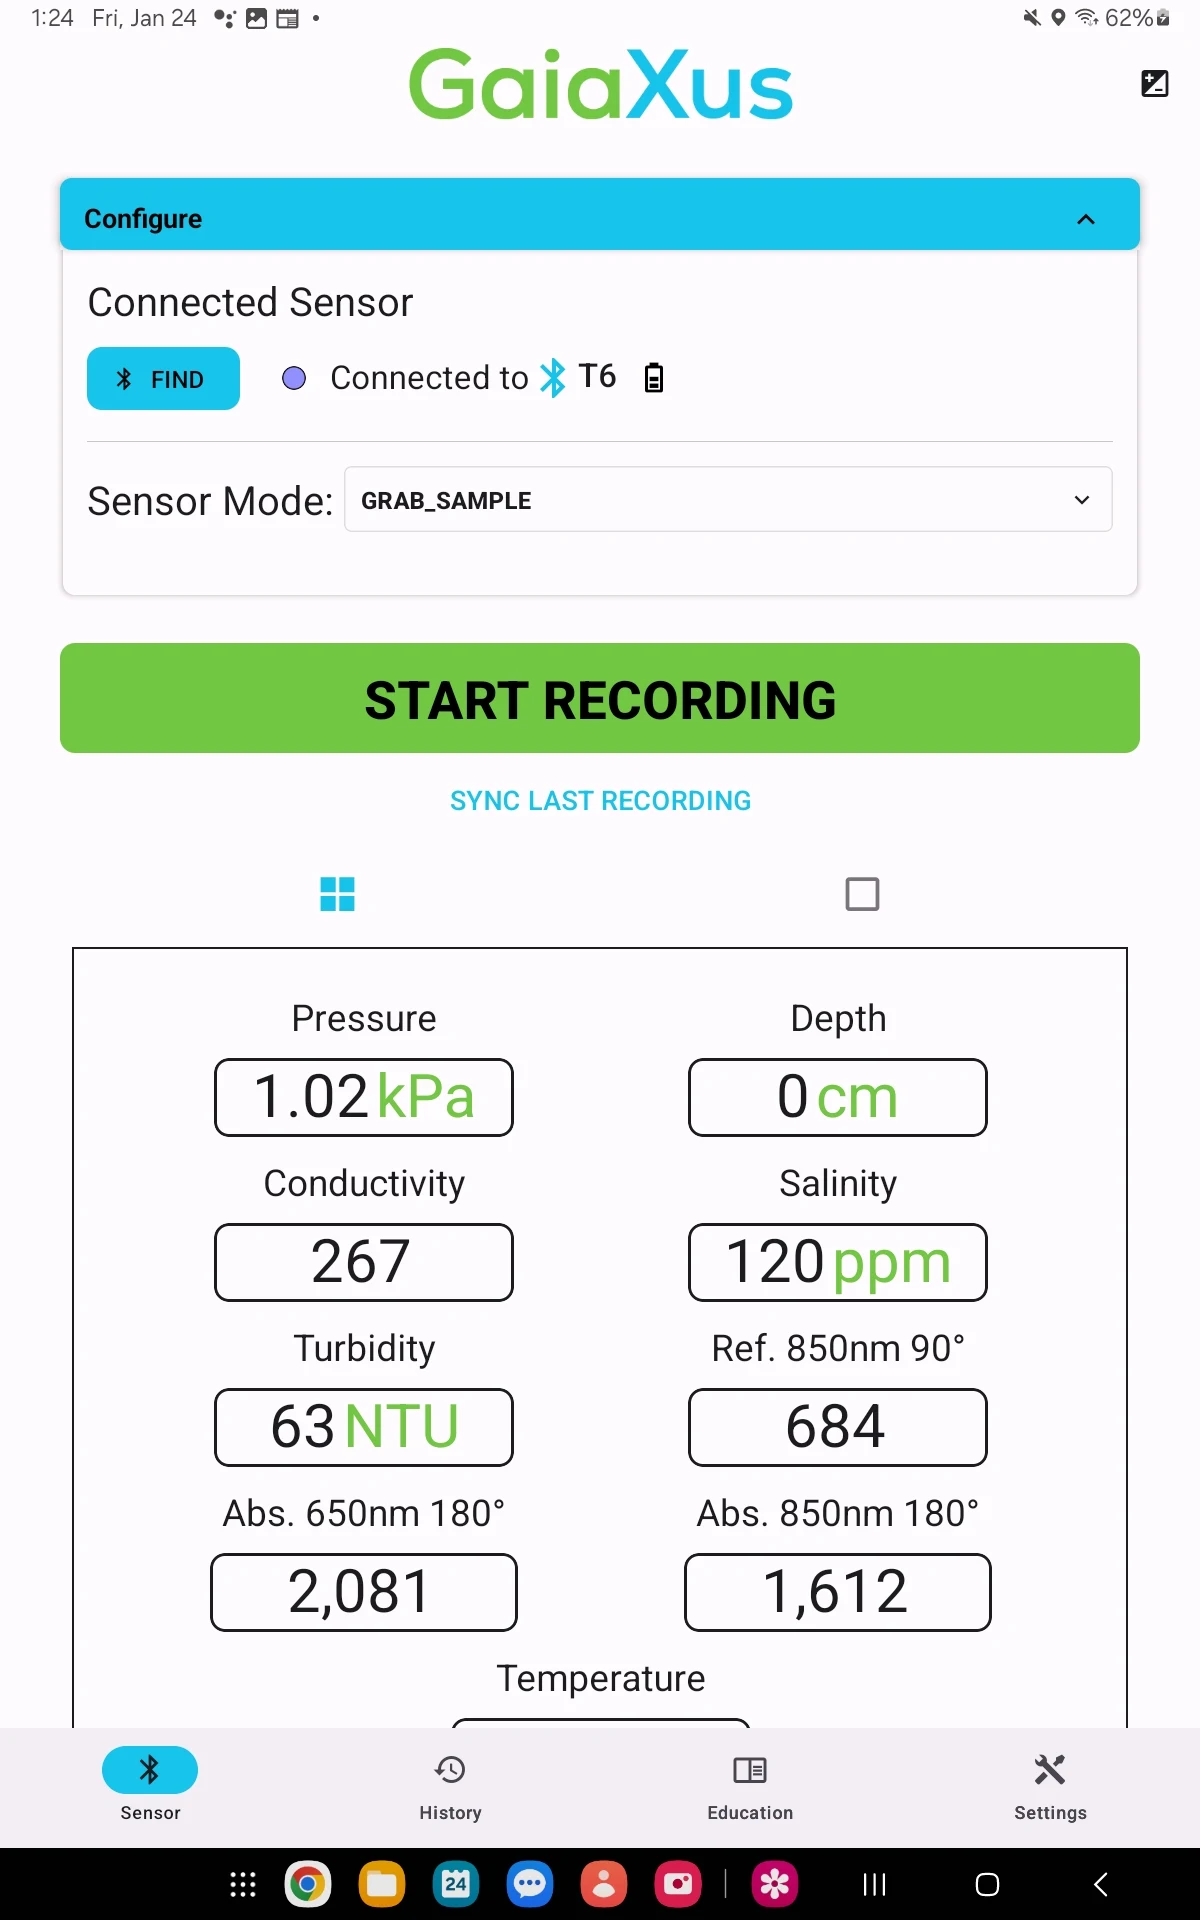 1:24 Fri, Jan 24 62%
GaiaXus
Configure
Connected Sensor
FIND Connected to T6
Sensor Mode: GRAB_SAMPLE
START RECORDING
SYNC LAST RECORDING
Pressure Depth
1.02 kPa 0 cm
Conductivity Salinity
267 120 ppm
Turbidity Ref. 850nm 90°
63 NTU 684
Abs. 650nm 180° Abs. 850nm 180°
2,081 1,612
Temperature
Sensor History Education Settings
24